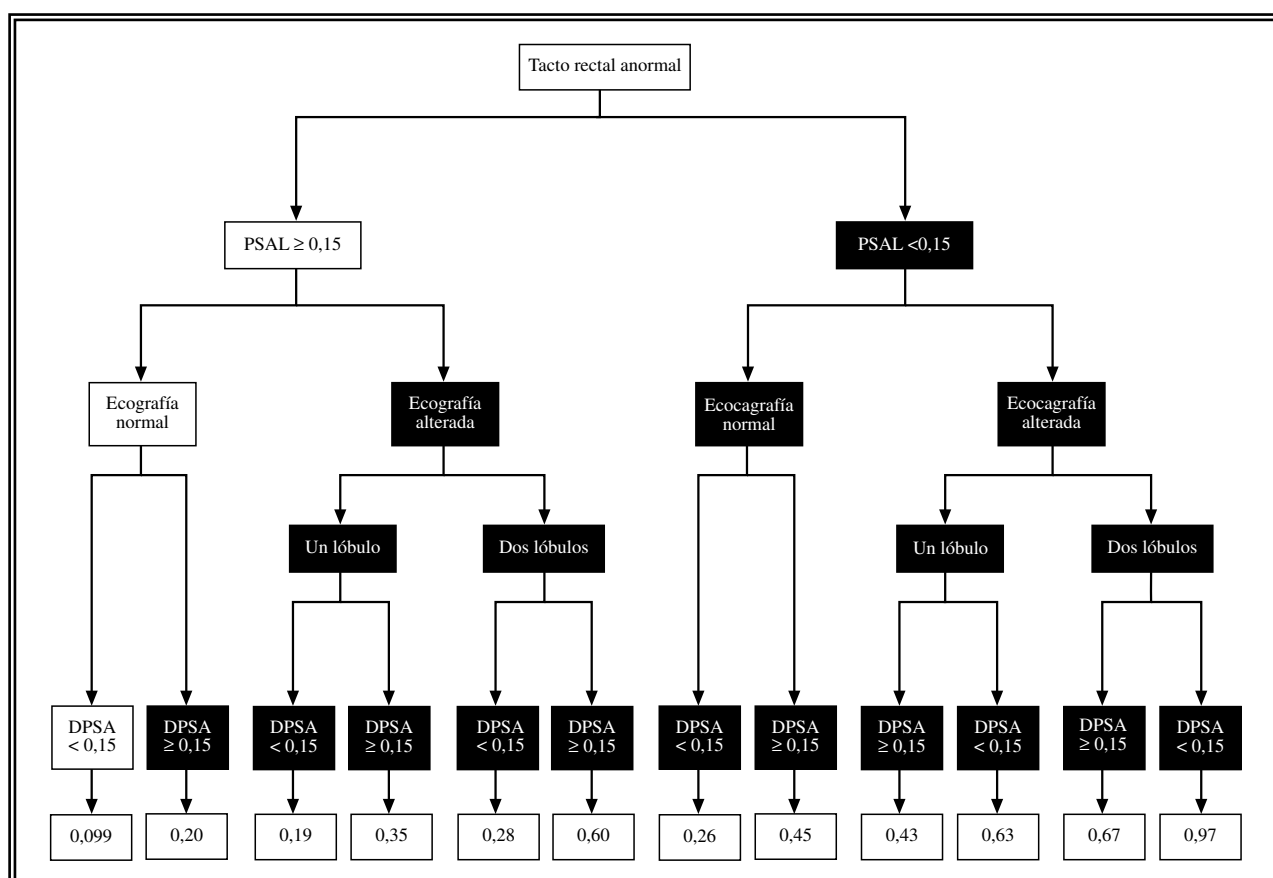 Tacto rectal anormal
PSAL ≥ 0,15
PSAL <0,15
Ecografía
normal
Ecografía
alterada
Ecocagrafía
normal
Ecocagrafía
alterada
Un lóbulo
Dos lóbulos
Un lóbulo
Dos lóbulos
DPSA
< 0,15
DPSA
≥ 0,15
DPSA
< 0,15
DPSA
≥ 0,15
DPSA
< 0,15
DPSA
≥ 0,15
DPSA
< 0,15
DPSA
≥ 0,15
DPSA
≥ 0,15
DPSA
< 0,15
DPSA
≥ 0,15
DPSA
< 0,15
0,099
0,20
0,19
0,35
0,28
0,60
0,26
0,45
0,43
0,63
0,67
0,97